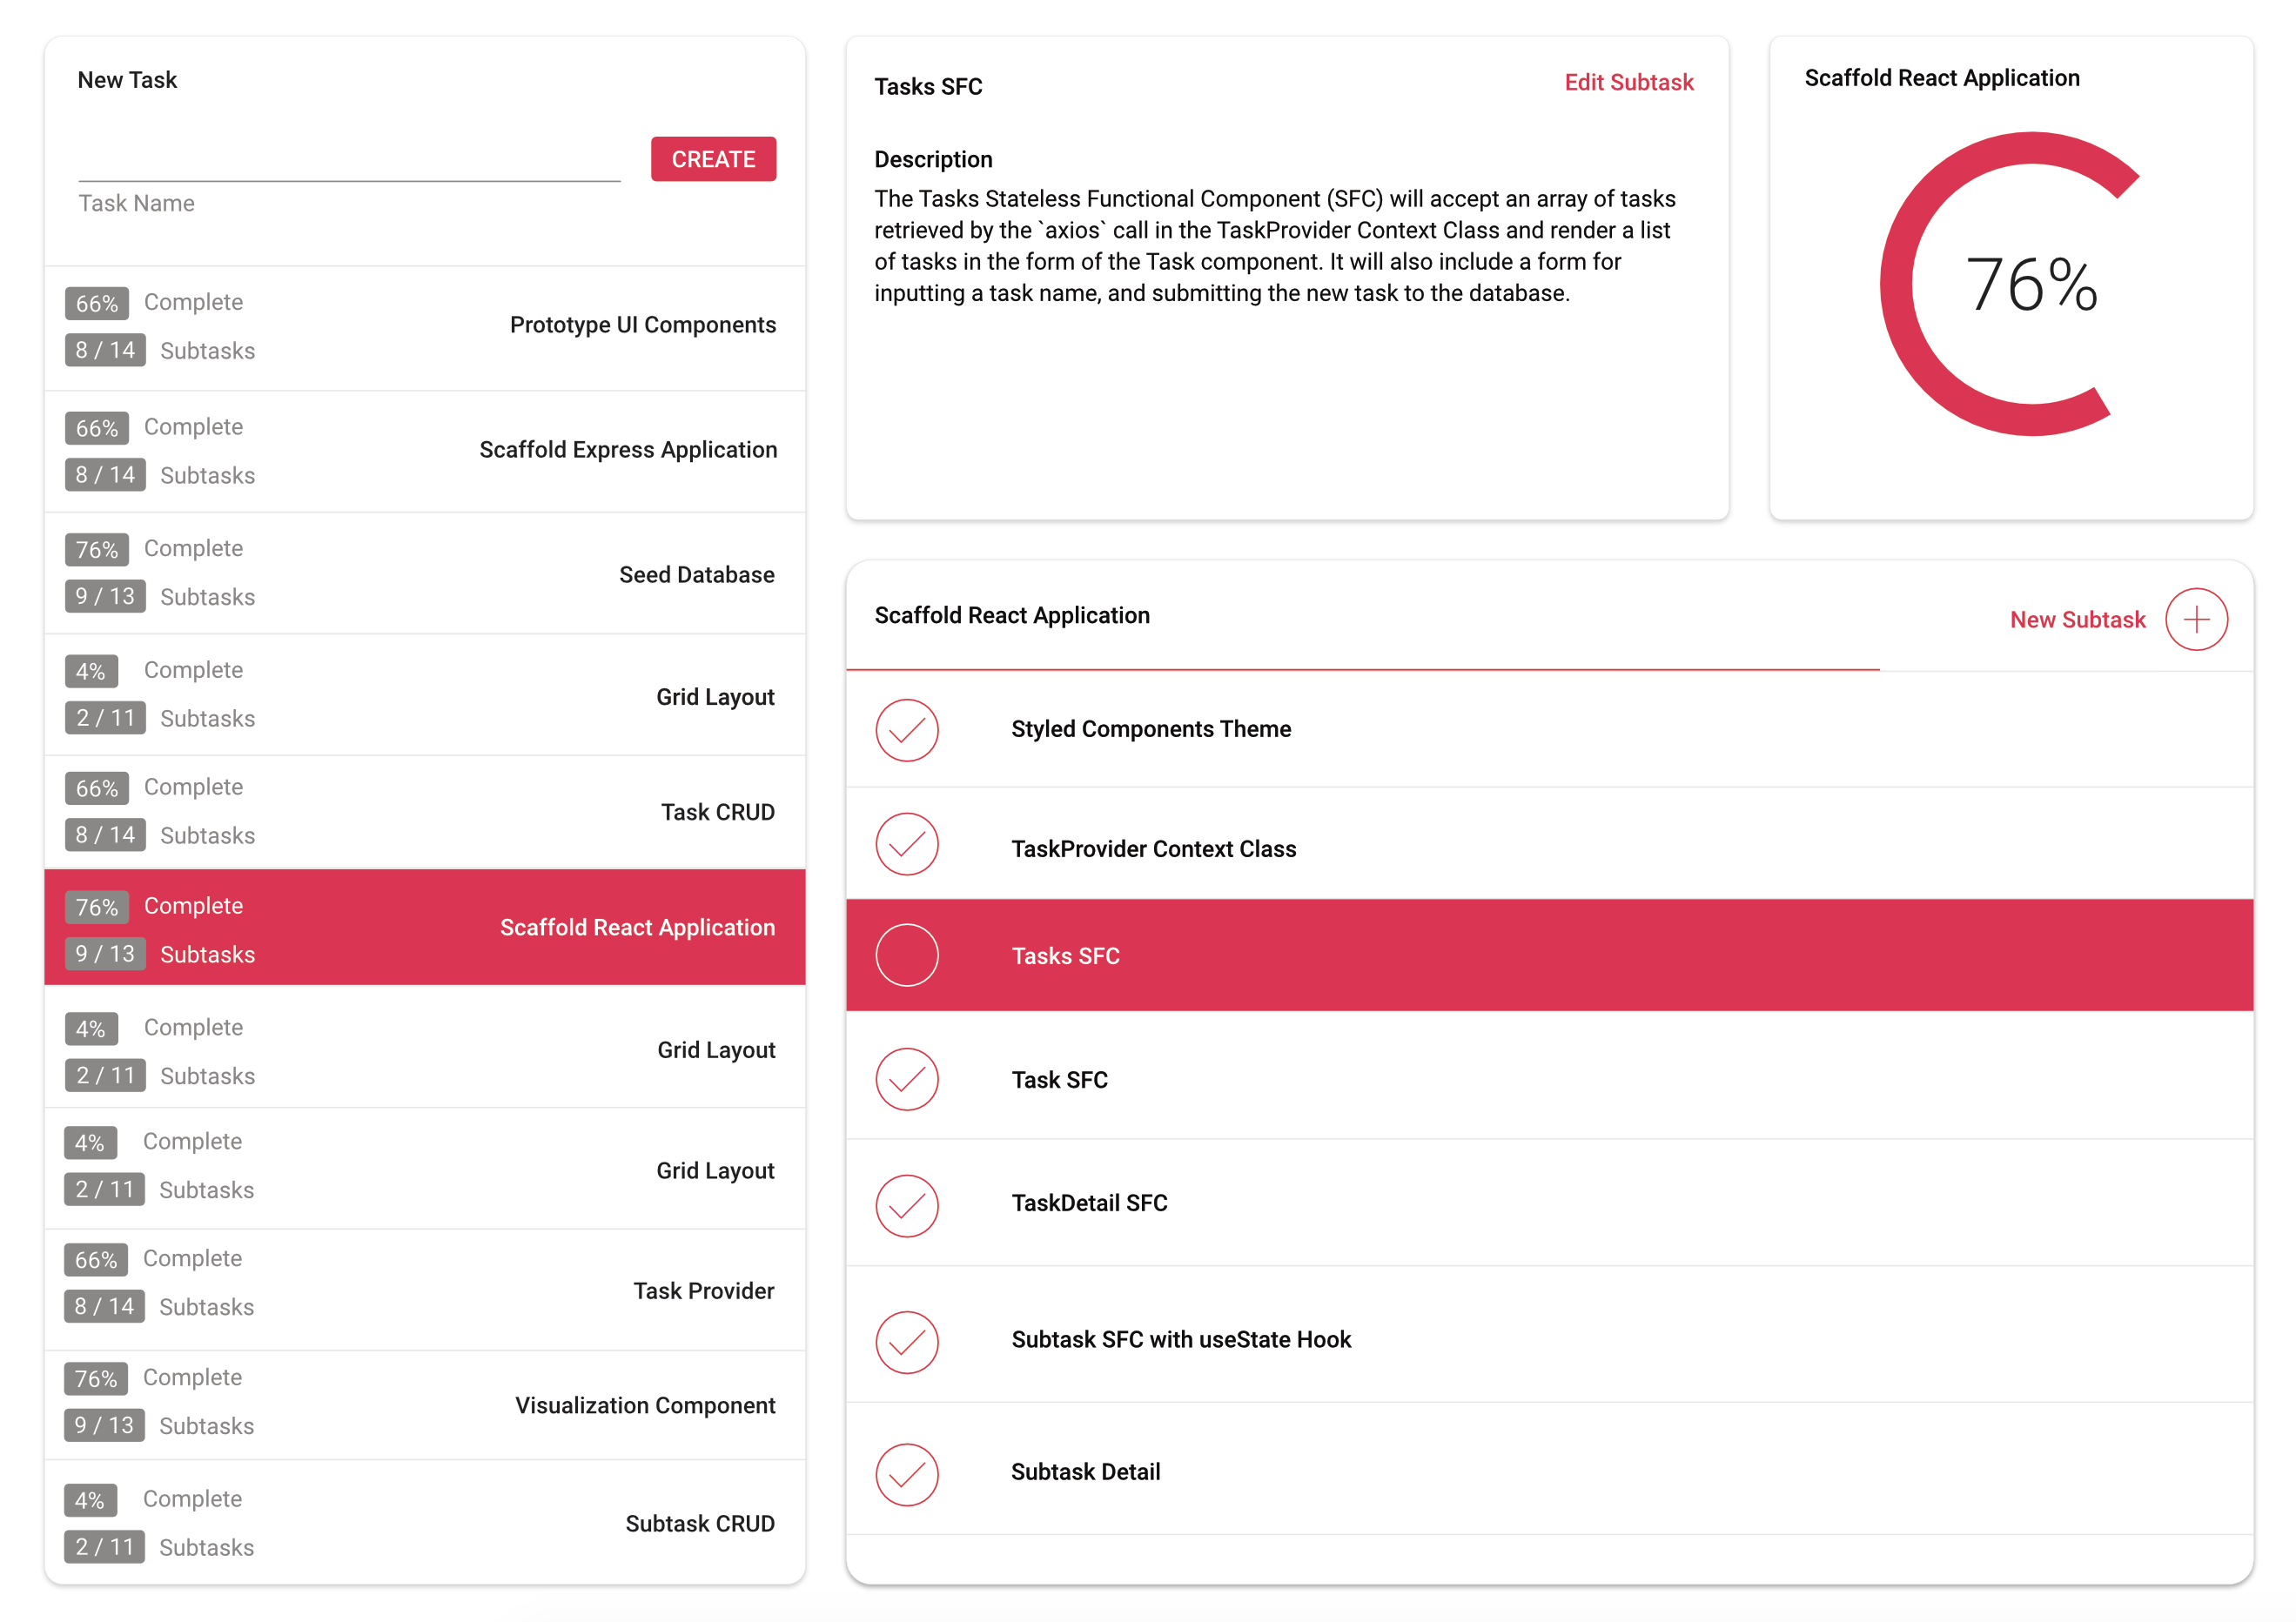 New Task
CREATE
Task Name
66% Complete
8 / 14 Subtasks
Prototype UI Components
66% Complete
8 / 14 Subtasks
Scaffold Express Application
76% Complete
9 / 13 Subtasks
Seed Database
4% Complete
2 / 11 Subtasks
Grid Layout
66% Complete
8 / 14 Subtasks
Task CRUD
76% Complete
9 / 13 Subtasks
Scaffold React Application
4% Complete
2 / 11 Subtasks
Grid Layout
4% Complete
2 / 11 Subtasks
Grid Layout
66% Complete
8 / 14 Subtasks
Task Provider
76% Complete
9 / 13 Subtasks
Visualization Component
4% Complete
2 / 11 Subtasks
Subtask CRUD
Tasks SFC
Edit Subtask
Description
The Tasks Stateless Functional Component (SFC) will accept an array of tasks
retrieved by the `axios` call in the TaskProvider Context Class and render a list
of tasks in the form of the Task component. It will also include a form for
inputting a task name, and submitting the new task to the database.
Scaffold React Application
76%
Scaffold React Application
New Subtask
Styled Components Theme
TaskProvider Context Class
Tasks SFC
Task SFC
TaskDetail SFC
Subtask SFC with useState Hook
Subtask Detail